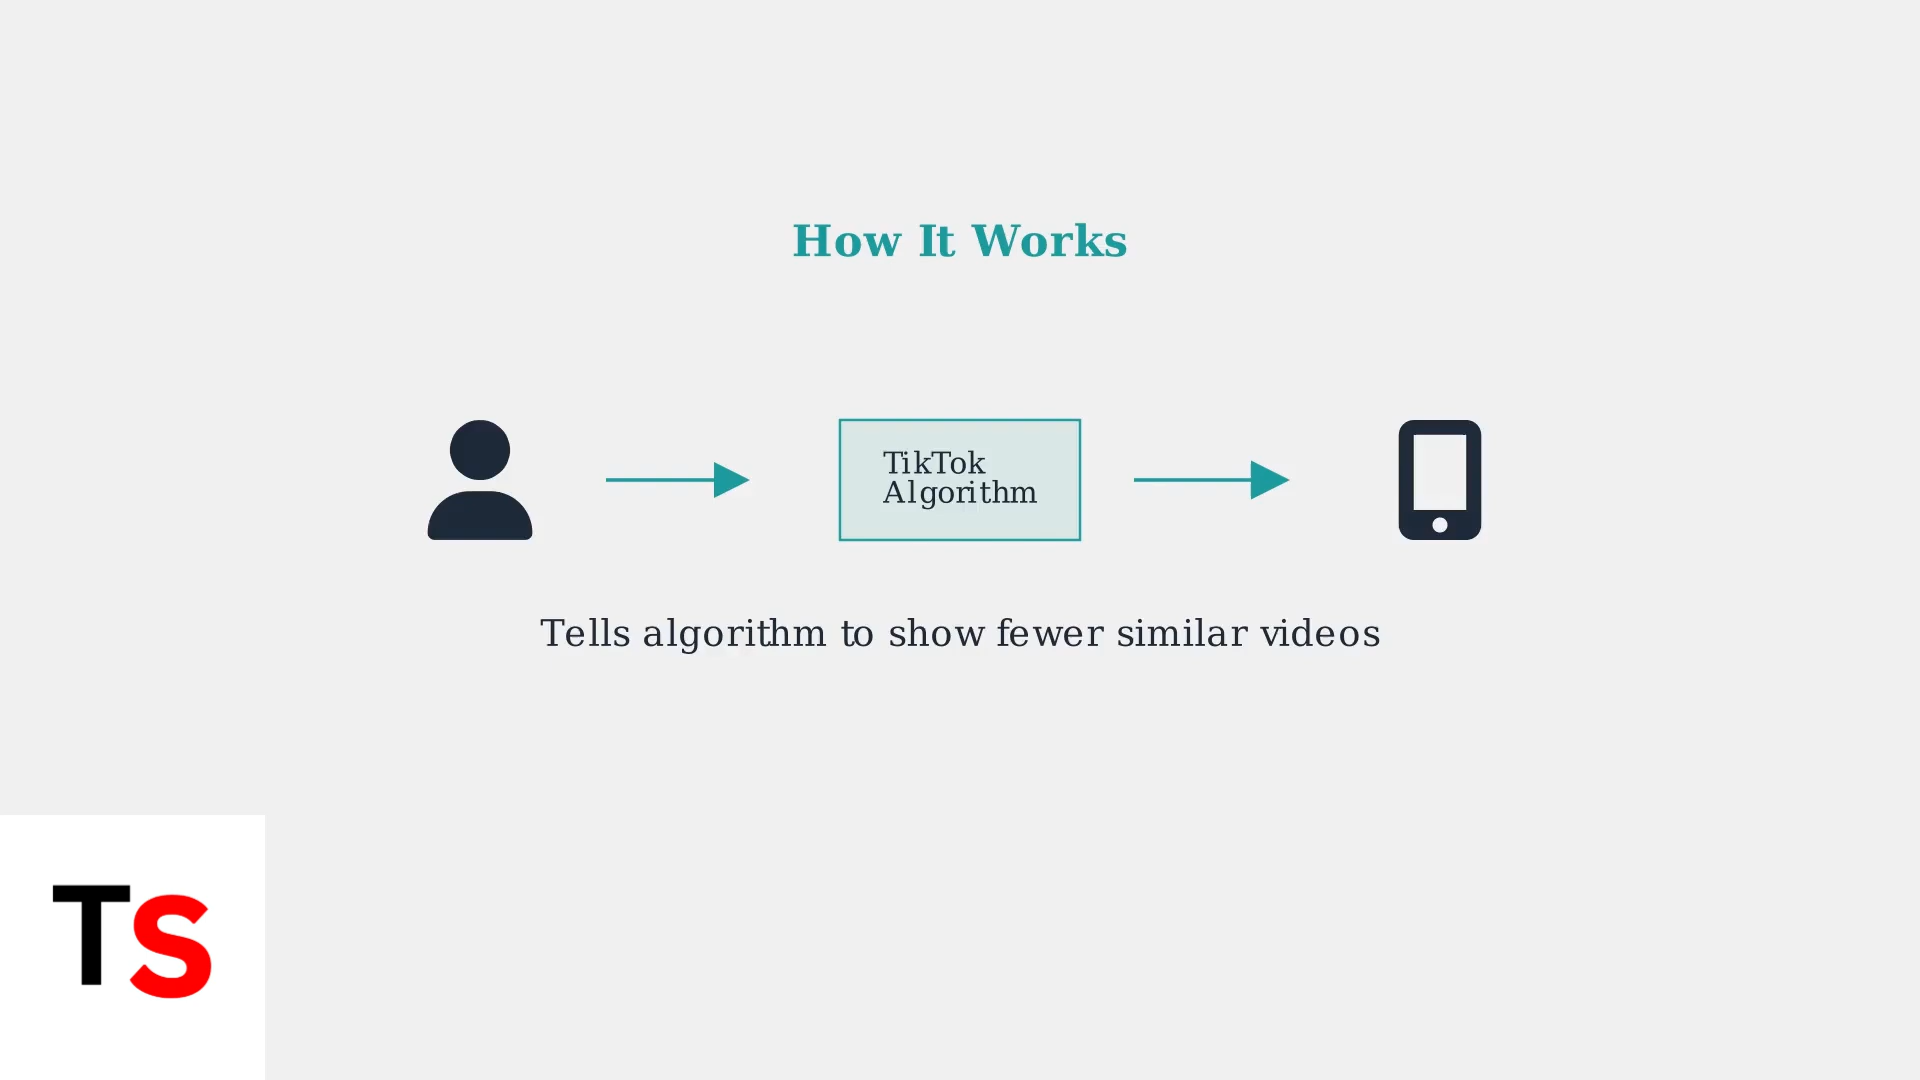 How It Works
TikTok
Algorithm
Tells algorithm to show fewer similar videos
TS